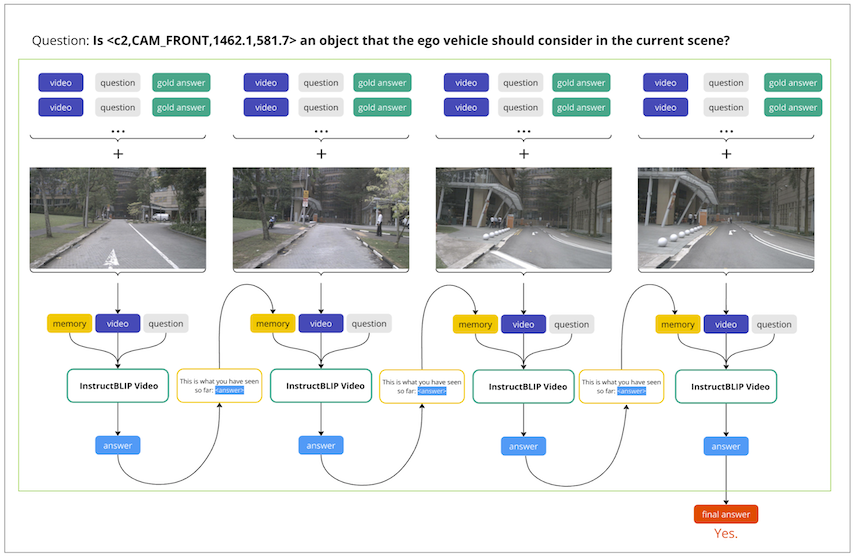 Question: Is <c2,CAM_FRONT,1462.1,581.7> an object that the ego vehicle should consider in the current scene?
video question gold answer video question gold answer video question gold answer video question gold answer
video question gold answer video question gold answer video question gold answer video question gold answer
... ... ... ...
+ + + +
memory video question memory video question memory video question memory video question
InstructBLIP Video
This is what you have seen
so far: <answer>
InstructBLIP Video
This is what you have seen
so far: <answer>
InstructBLIP Video
This is what you have seen
so far: <answer>
InstructBLIP Video
answer answer answer answer
final answer
Yes.